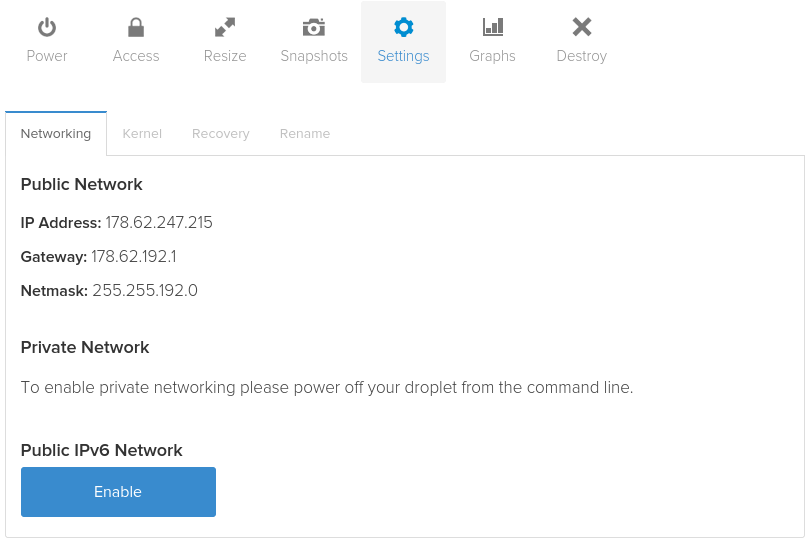 Power Access Resize Snapshots Settings Graphs Destroy
Networking Kernel Recovery Rename
Public Network
IP Address: 178.62.247.215
Gateway: 178.62.192.1
Netmask: 255.255.192.0
Private Network
To enable private networking please power off your droplet from the command line.
Public IPv6 Network
Enable